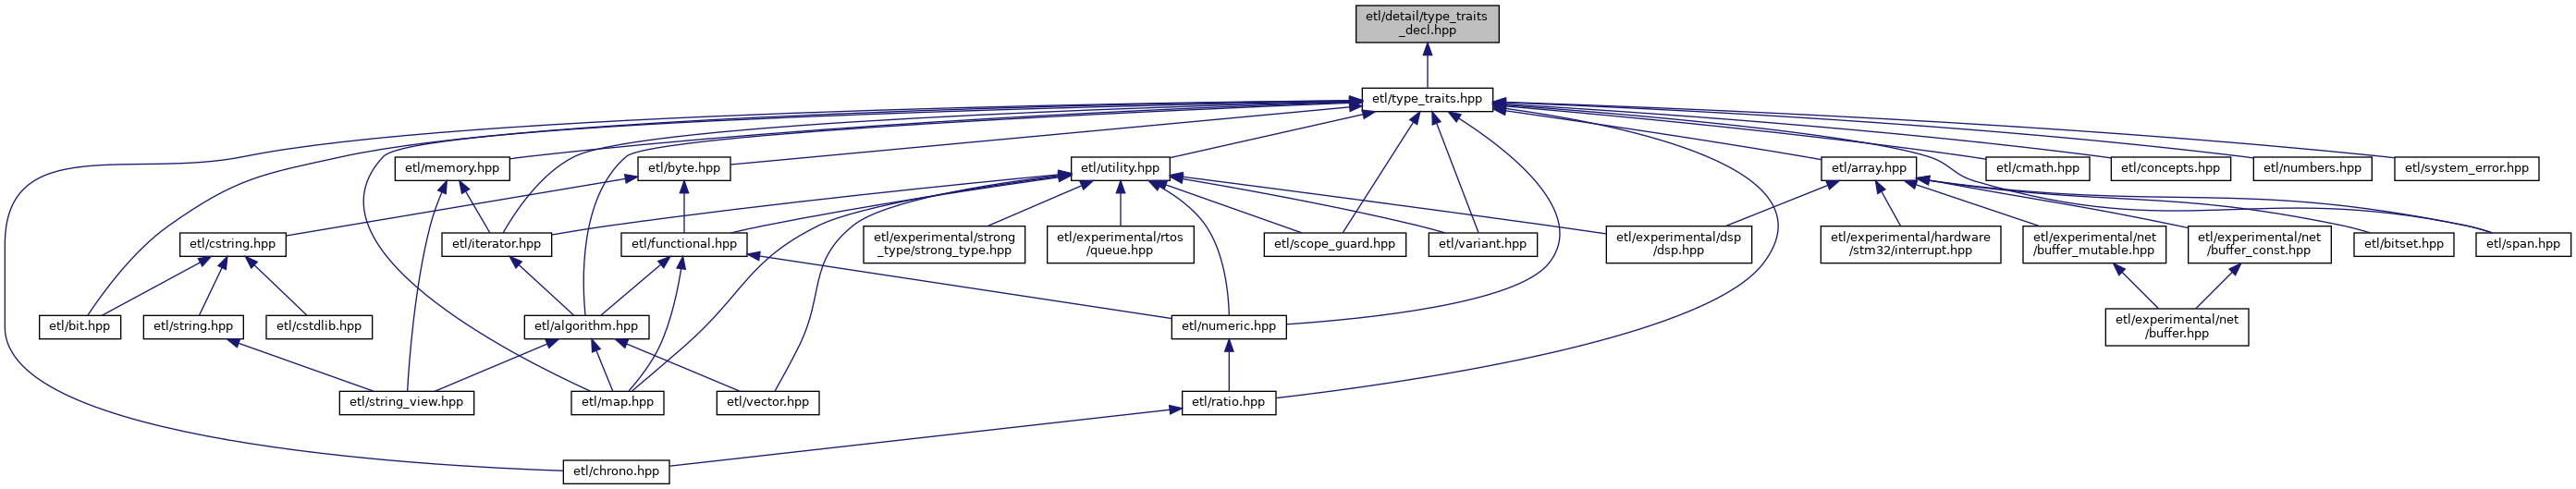 etl/detail/type_traits
_decl.hpp
etl/type_traits.hpp
etl/memory.hpp
etl/byte.hpp
etl/utility.hpp
etl/array.hpp
etl/cmath.hpp
etl/concepts.hpp
etl/numbers.hpp
etl/system_error.hpp
etl/cstring.hpp
etl/iterator.hpp
etl/functional.hpp
etl/experimental/strong
_type/strong_type.hpp
etl/experimental/rtos
/queue.hpp
etl/scope_guard.hpp
etl/variant.hpp
etl/experimental/dsp
/dsp.hpp
etl/experimental/hardware
/stm32/interrupt.hpp
etl/experimental/net
/buffer_mutable.hpp
etl/experimental/net
/buffer_const.hpp
etl/bitset.hpp
etl/span.hpp
etl/bit.hpp
etl/string.hpp
etl/cstdlib.hpp
etl/algorithm.hpp
etl/numeric.hpp
etl/experimental/net
/buffer.hpp
etl/string_view.hpp
etl/map.hpp
etl/vector.hpp
etl/ratio.hpp
etl/chrono.hpp